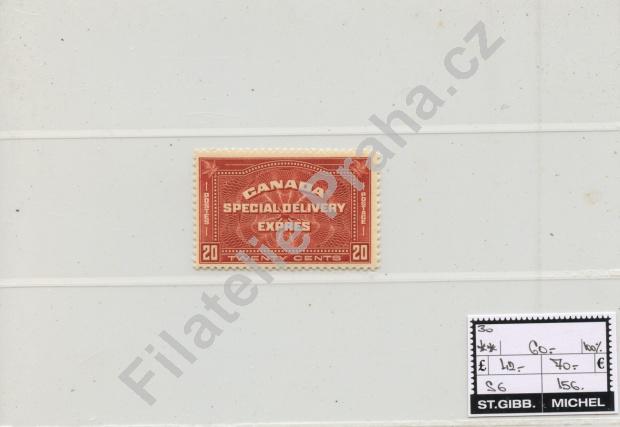 CANADA
SPECIAL DELIVERY
EXPRES
POSTES
POSTAGE
20 20
TWENTY CENTS
Filatelie Praha.cz
30
** 60.- 100%
£ 42.- 70.- €
S6 156.
ST.GIBB. MICHEL